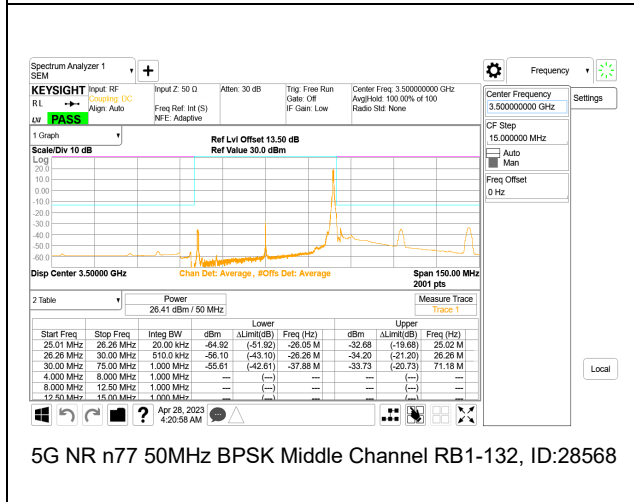 Spectrum Analyzer 1
SEM
+
Frequency
KEYSIGHT Input: RF Input Z: 50 Ω Atten: 30 dB Trig: Free Run Center Freq: 3.500000000 GHz
RL Coupling: DC Gate: Off Avg|Hold: 100.00% of 100
Align: Auto Freq Ref: Int (S) IF Gain: Low Radio Std: None
LXI PASS NFE: Adaptive
Center Frequency
3.500000000 GHz
Settings
CF Step
15.000000 MHz
Auto
Man
Freq Offset
0 Hz
Local
1 Graph
Ref Lvl Offset 13.50 dB
Scale/Div 10 dB Ref Value 30.0 dBm
Log
20.0
10.0
0.00
-10.0
-20.0
-30.0
-40.0
-50.0
-60.0
Disp Center 3.50000 GHz Chan Det: Average , #Offs Det: Average Span 150.00 MHz
2001 pts
2 Table Power Measure Trace
26.41 dBm / 50 MHz Trace 1
Lower Upper
Start Freq Stop Freq Integ BW dBm ΔLimit(dB) Freq (Hz) dBm ΔLimit(dB) Freq (Hz)
25.01 MHz 26.26 MHz 20.00 kHz -64.92 (-51.92) -26.05 M -32.68 (-19.68) 25.02 M
26.26 MHz 30.00 MHz 510.0 kHz -56.10 (-43.10) -26.26 M -34.20 (-21.20) 26.26 M
30.00 MHz 75.00 MHz 1.000 MHz -55.61 (-42.61) -37.88 M -33.73 (-20.73) 71.18 M
4.000 MHz 8.000 MHz 1.000 MHz --- (---) --- --- (---) ---
8.000 MHz 12.50 MHz 1.000 MHz --- (---) --- --- (---) ---
12.50 MHz 15.00 MHz 1.000 MHz --- (---) --- --- (---) ---
? Apr 28, 2023
4:20:58 AM
5G NR n77 50MHz BPSK Middle Channel RB1-132, ID:28568